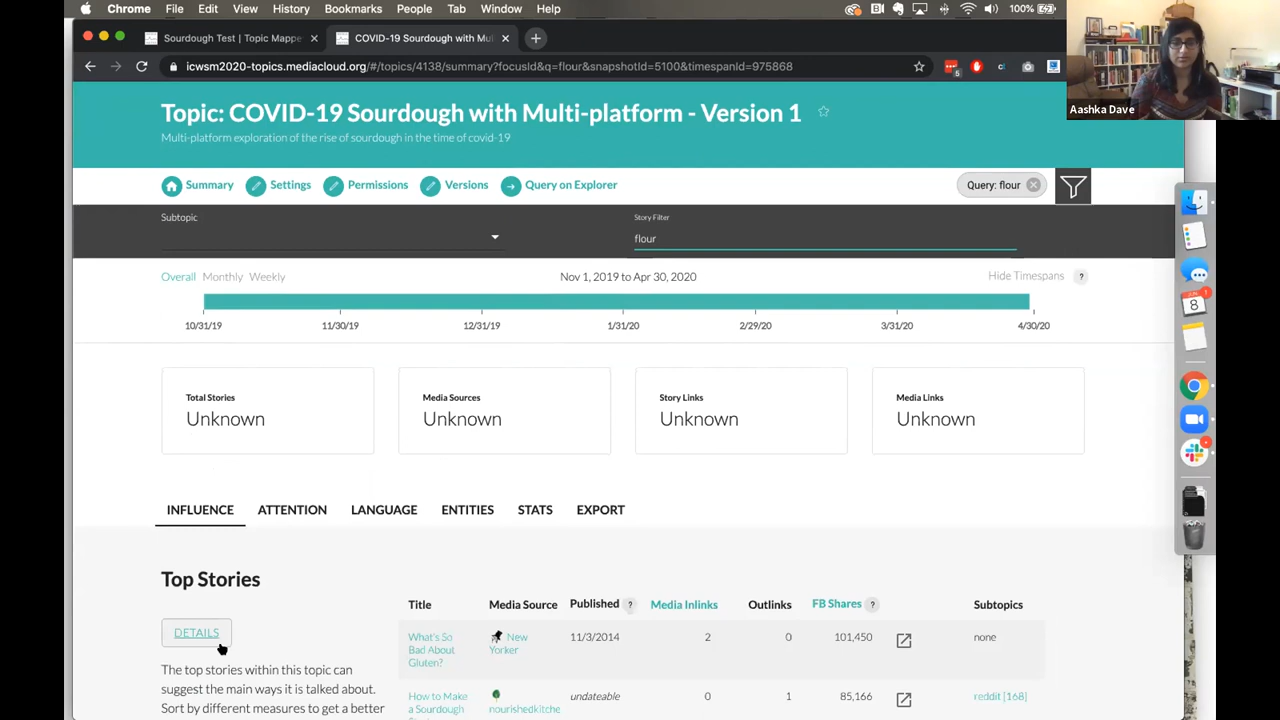 Chrome File Edit View History Bookmarks People Tab Window Help 100%
Sourdough Test | Topic Mappe COVID-19 Sourdough with Mul
icwsm2020-topics.mediacloud.org/#/topics/4139/summary?focusId&q=flour&snapshotId=5100&timespanId=975868
Aashka Dave
Topic: COVID-19 Sourdough with Multi-platform - Version 1
Multi-platform exploration of the rise of sourdough in the time of covid-19
Summary Settings Permissions Versions Query on Explorer Query: flour
Subtopic Story Filter
flour
Overall Monthly Weekly Nov 1, 2019 to Apr 30, 2020 Hide Timespans ?
10/31/19 11/30/19 12/31/19 1/31/20 2/29/20 3/31/20 4/30/20
Total Stories Media Sources Story Links Media Links
Unknown Unknown Unknown Unknown
INFLUENCE ATTENTION LANGUAGE ENTITIES STATS EXPORT
Top Stories
Title Media Source Published ? Media Inlinks Outlinks FB Shares ? Subtopics
DETAILS
What's So New 11/3/2014 2 0 101,450 none
Bad About Yorker
Gluten?
The top stories within this topic can
suggest the main ways it is talked about.
Sort by different measures to get a better
How to Make undateable 0 1 85,166 reddit [168]
a Sourdough nourishedkitche
8